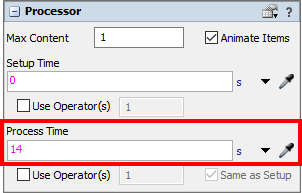 Processor ?
Max Content 1 Animate Items
Setup Time
0 s
Use Operator(s) 1
Process Time
14 s
Use Operator(s) 1 Same as Setup